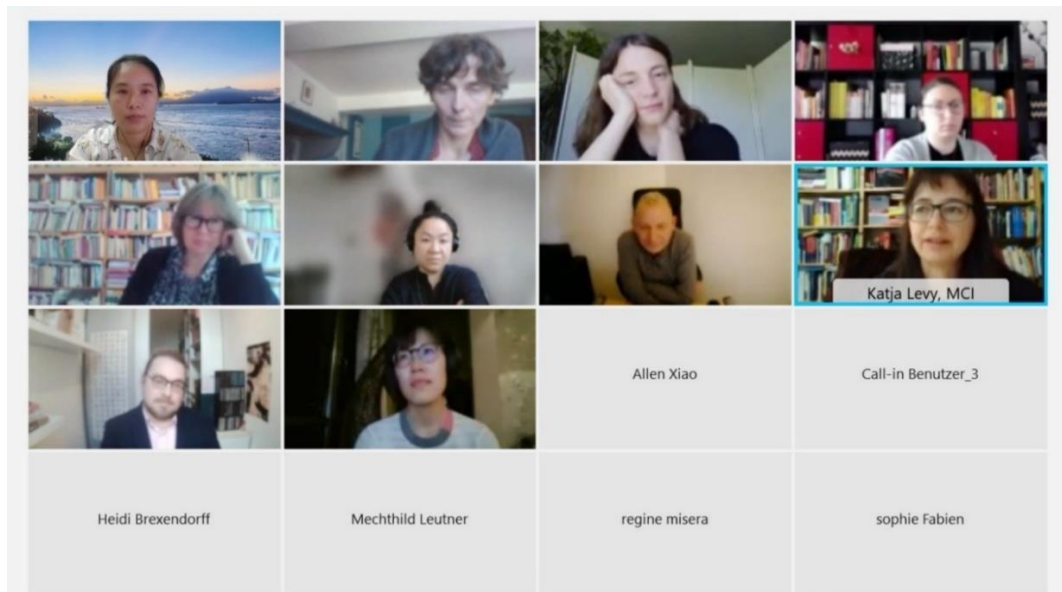 Katja Levy, MCI
Allen Xiao
Call-in Benutzer_3
Heidi Brexendorff
Mechthild Leutner
regine misera
sophie Fabien